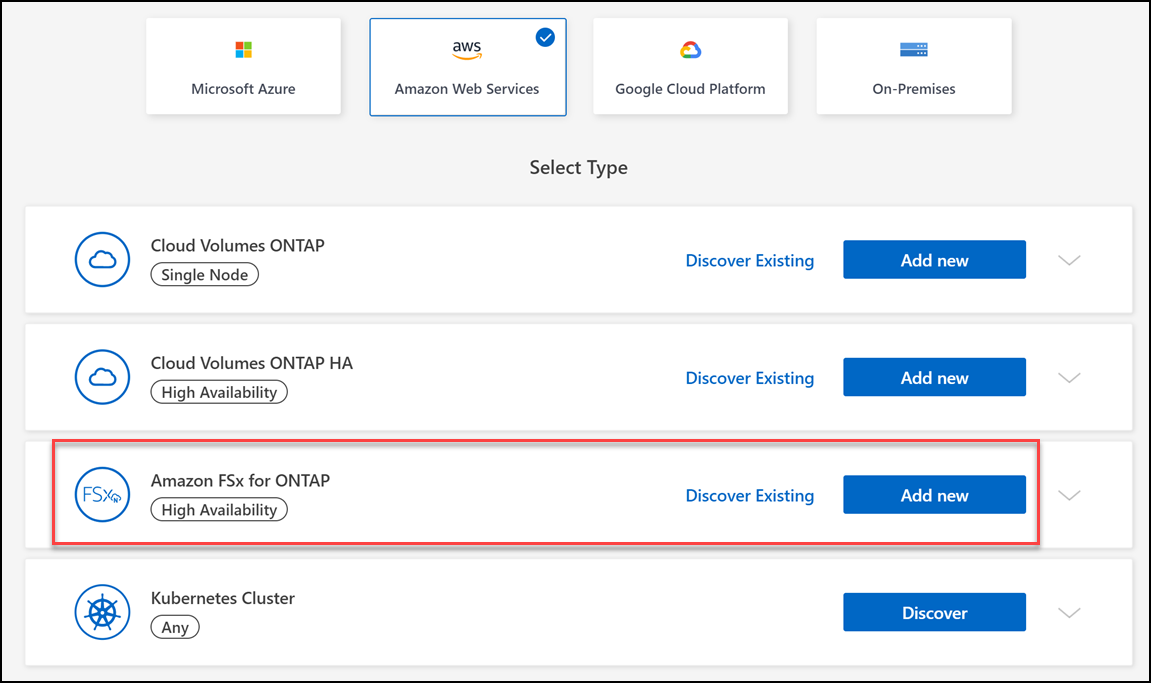 aws
Microsoft Azure
Amazon Web Services
Google Cloud Platform
On-Premises
Select Type
Cloud Volumes ONTAP
Single Node
Discover Existing
Add new
Cloud Volumes ONTAP HA
High Availability
Discover Existing
Add new
FSxN
Amazon FSx for ONTAP
High Availability
Discover Existing
Add new
Kubernetes Cluster
Any
Discover